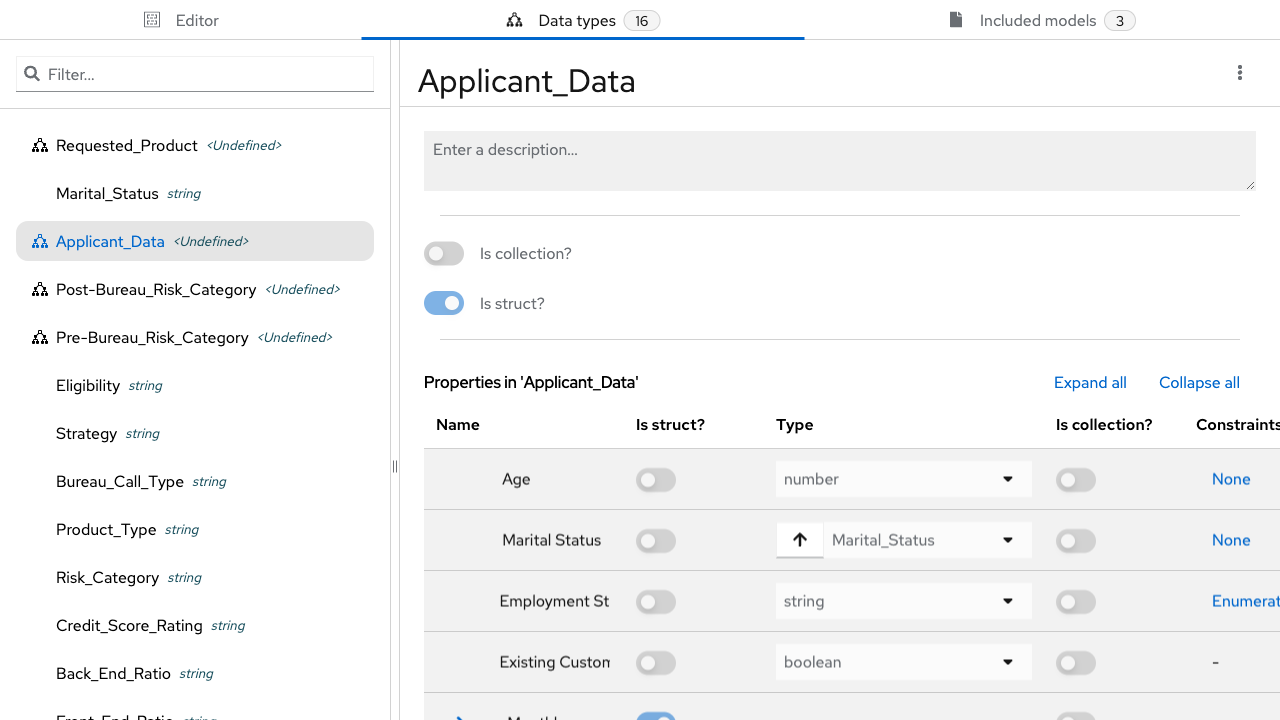 Editor
Data types 16
Included models 3
Filter...
Requested_Product <Undefined>
Marital_Status string
Applicant_Data <Undefined>
Post-Bureau_Risk_Category <Undefined>
Pre-Bureau_Risk_Category <Undefined>
Eligibility string
Strategy string
Bureau_Call_Type string
Product_Type string
Risk_Category string
Credit_Score_Rating string
Back_End_Ratio string
Applicant_Data
Enter a description...
Is collection?
Is struct?
Properties in 'Applicant_Data'
Expand all
Collapse all
Name Is struct? Type Is collection? Constraints
Age number None
Marital Status Marital_Status None
Employment St string Enumerat
Existing Custom boolean -